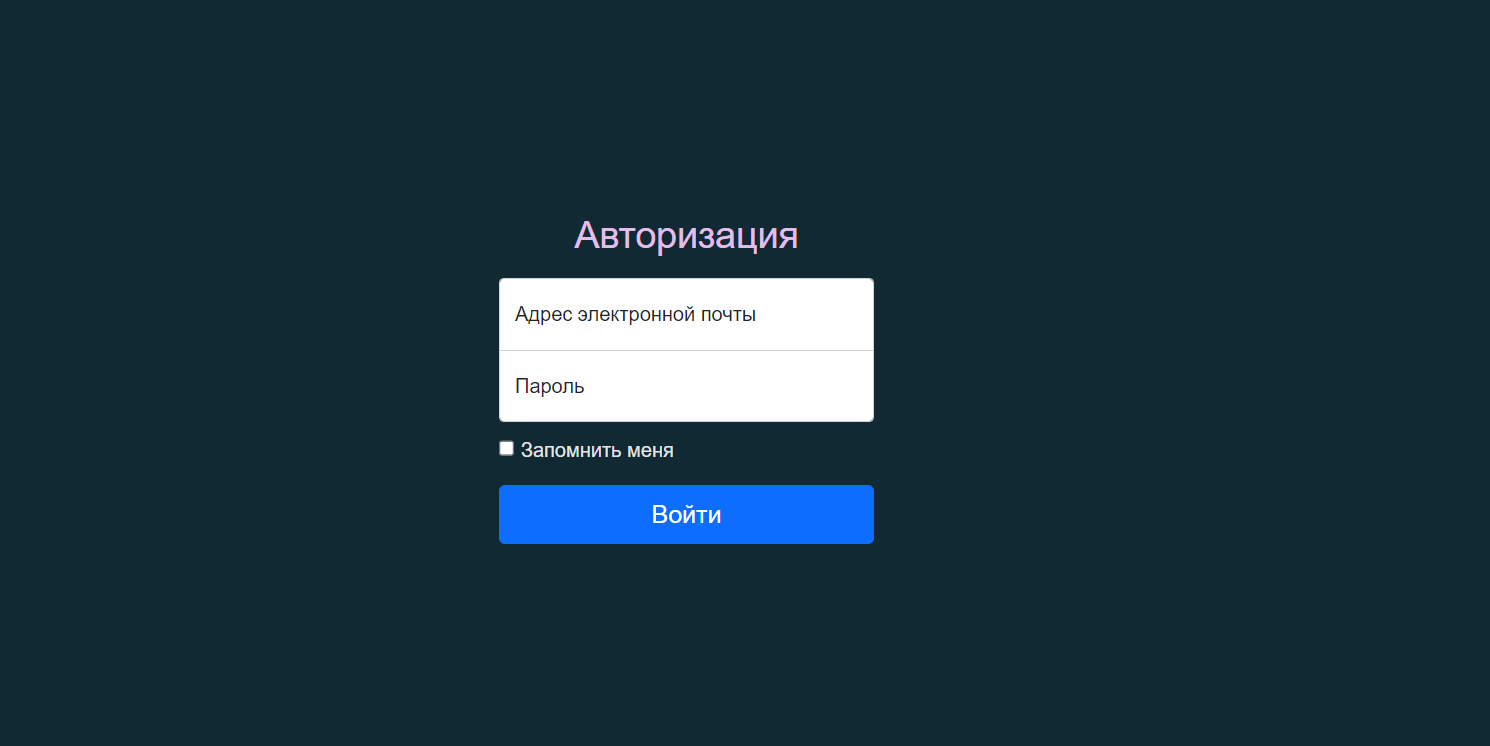 Авторизация
Адрес электронной почты
Пароль
Запомнить меня
Войти